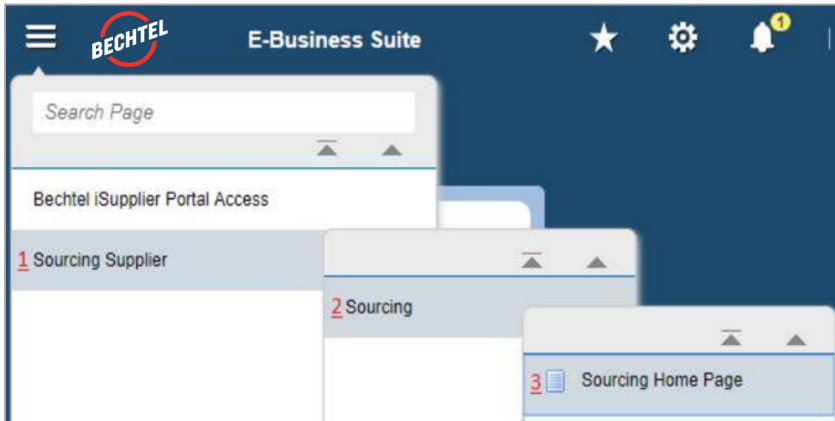 BECHTEL
E-Business Suite
1
Search Page
Bechtel iSupplier Portal Access
1 Sourcing Supplier
2 Sourcing
3 Sourcing Home Page